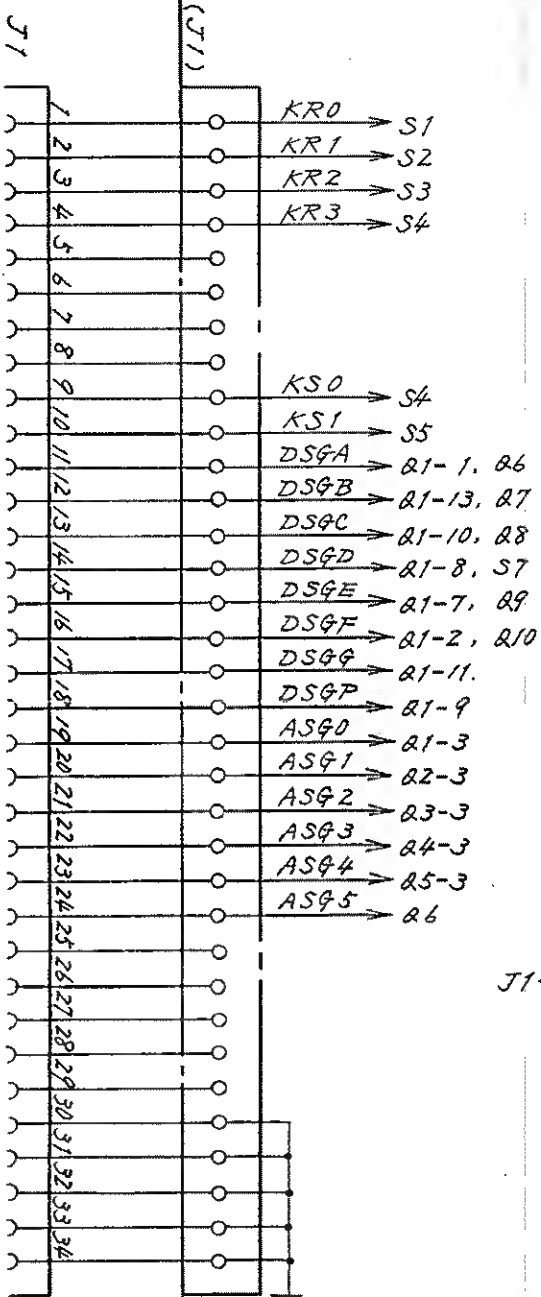 J1
(J1)
1 KR0 S1
2 KR1 S2
3 KR2 S3
4 KR3 S4
5
6
7
8
9 KS0 S4
10 KS1 S5
11 DSGA Q1-1, Q6
12 DSGB Q1-13, Q7
13 DSGC Q1-10, Q8
14 DSGD Q1-8, S7
15 DSGE Q1-7, Q9
16 DSGF Q1-2, Q10
17 DSGG Q1-11.
18 DSGP Q1-9
19 ASG0 Q1-3
20 ASG1 Q2-3
21 ASG2 Q3-3
22 ASG3 Q4-3
23 ASG4 Q5-3
24 ASG5 Q6
25
26
J1-
27
28
29
30
31
32
33
34